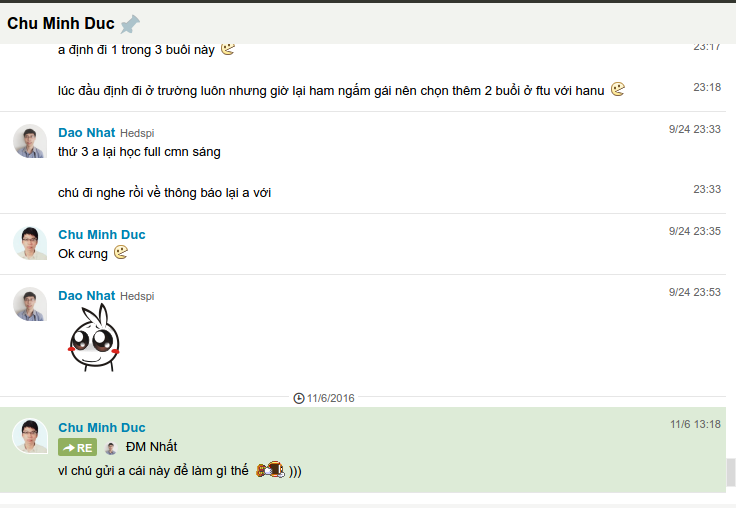 Chu Minh Duc
a định đi 1 trong 3 buổi này 23:17
lúc đầu định đi ở trường luôn nhưng giờ lại ham ngắm gái nên chọn thêm 2 buổi ở ftu với hanu 23:18
Dao Nhat Hedspi 9/24 23:33
thứ 3 a lại học full cmn sáng
chú đi nghe rồi về thông báo lại a với 23:33
Chu Minh Duc 9/24 23:35
Ok cưng
Dao Nhat Hedspi 9/24 23:53
11/6/2016
Chu Minh Duc 11/6 13:18
RE ĐM Nhất
vl chú gửi a cái này để làm gì thế )))